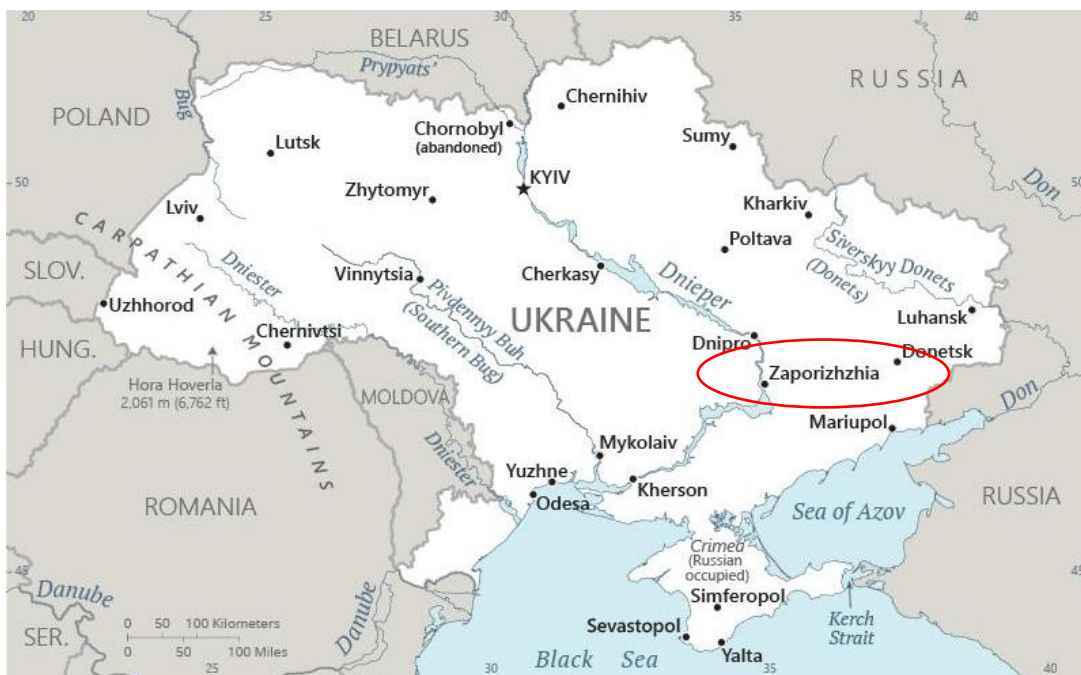 25
30
35
40
BELARUS
Prypyats'
RUSSIA
Bug
POLAND
Chernihiv
Chornobyl
(abandoned)
Sumy
Lutsk
KYIV
50
50
Don
Zhytomyr
Lviv
Kharkiv
CARPATHIAN MOUNTAINS
Poltava
Siverskyy Donets
(Donets)
Dniester
SLOV.
Vinnytsia
Pivdennyy Buh
(Southern Bug)
Cherkasy
Dnieper
Uzhhorod
UKRAINE
Luhansk
Chernivtsi
Dnipro
HUNG.
Donetsk
Zaporizhzhia
Hora Hoverla
2,061 m (6,762 ft)
MOLDOVA
Don
Mariupol
Dniester
Mykolaiv
Yuzhne
Kherson
Odesa
ROMANIA
RUSSIA
Sea of Azov
Crimea
(Russian
occupied)
45
45
Danube
Simferopol
0 50 100 Kilometers
0 50 100 Miles
Danube
Kerch
Strait
SER.
Sevastopol
Yalta
Black Sea
25
30
35